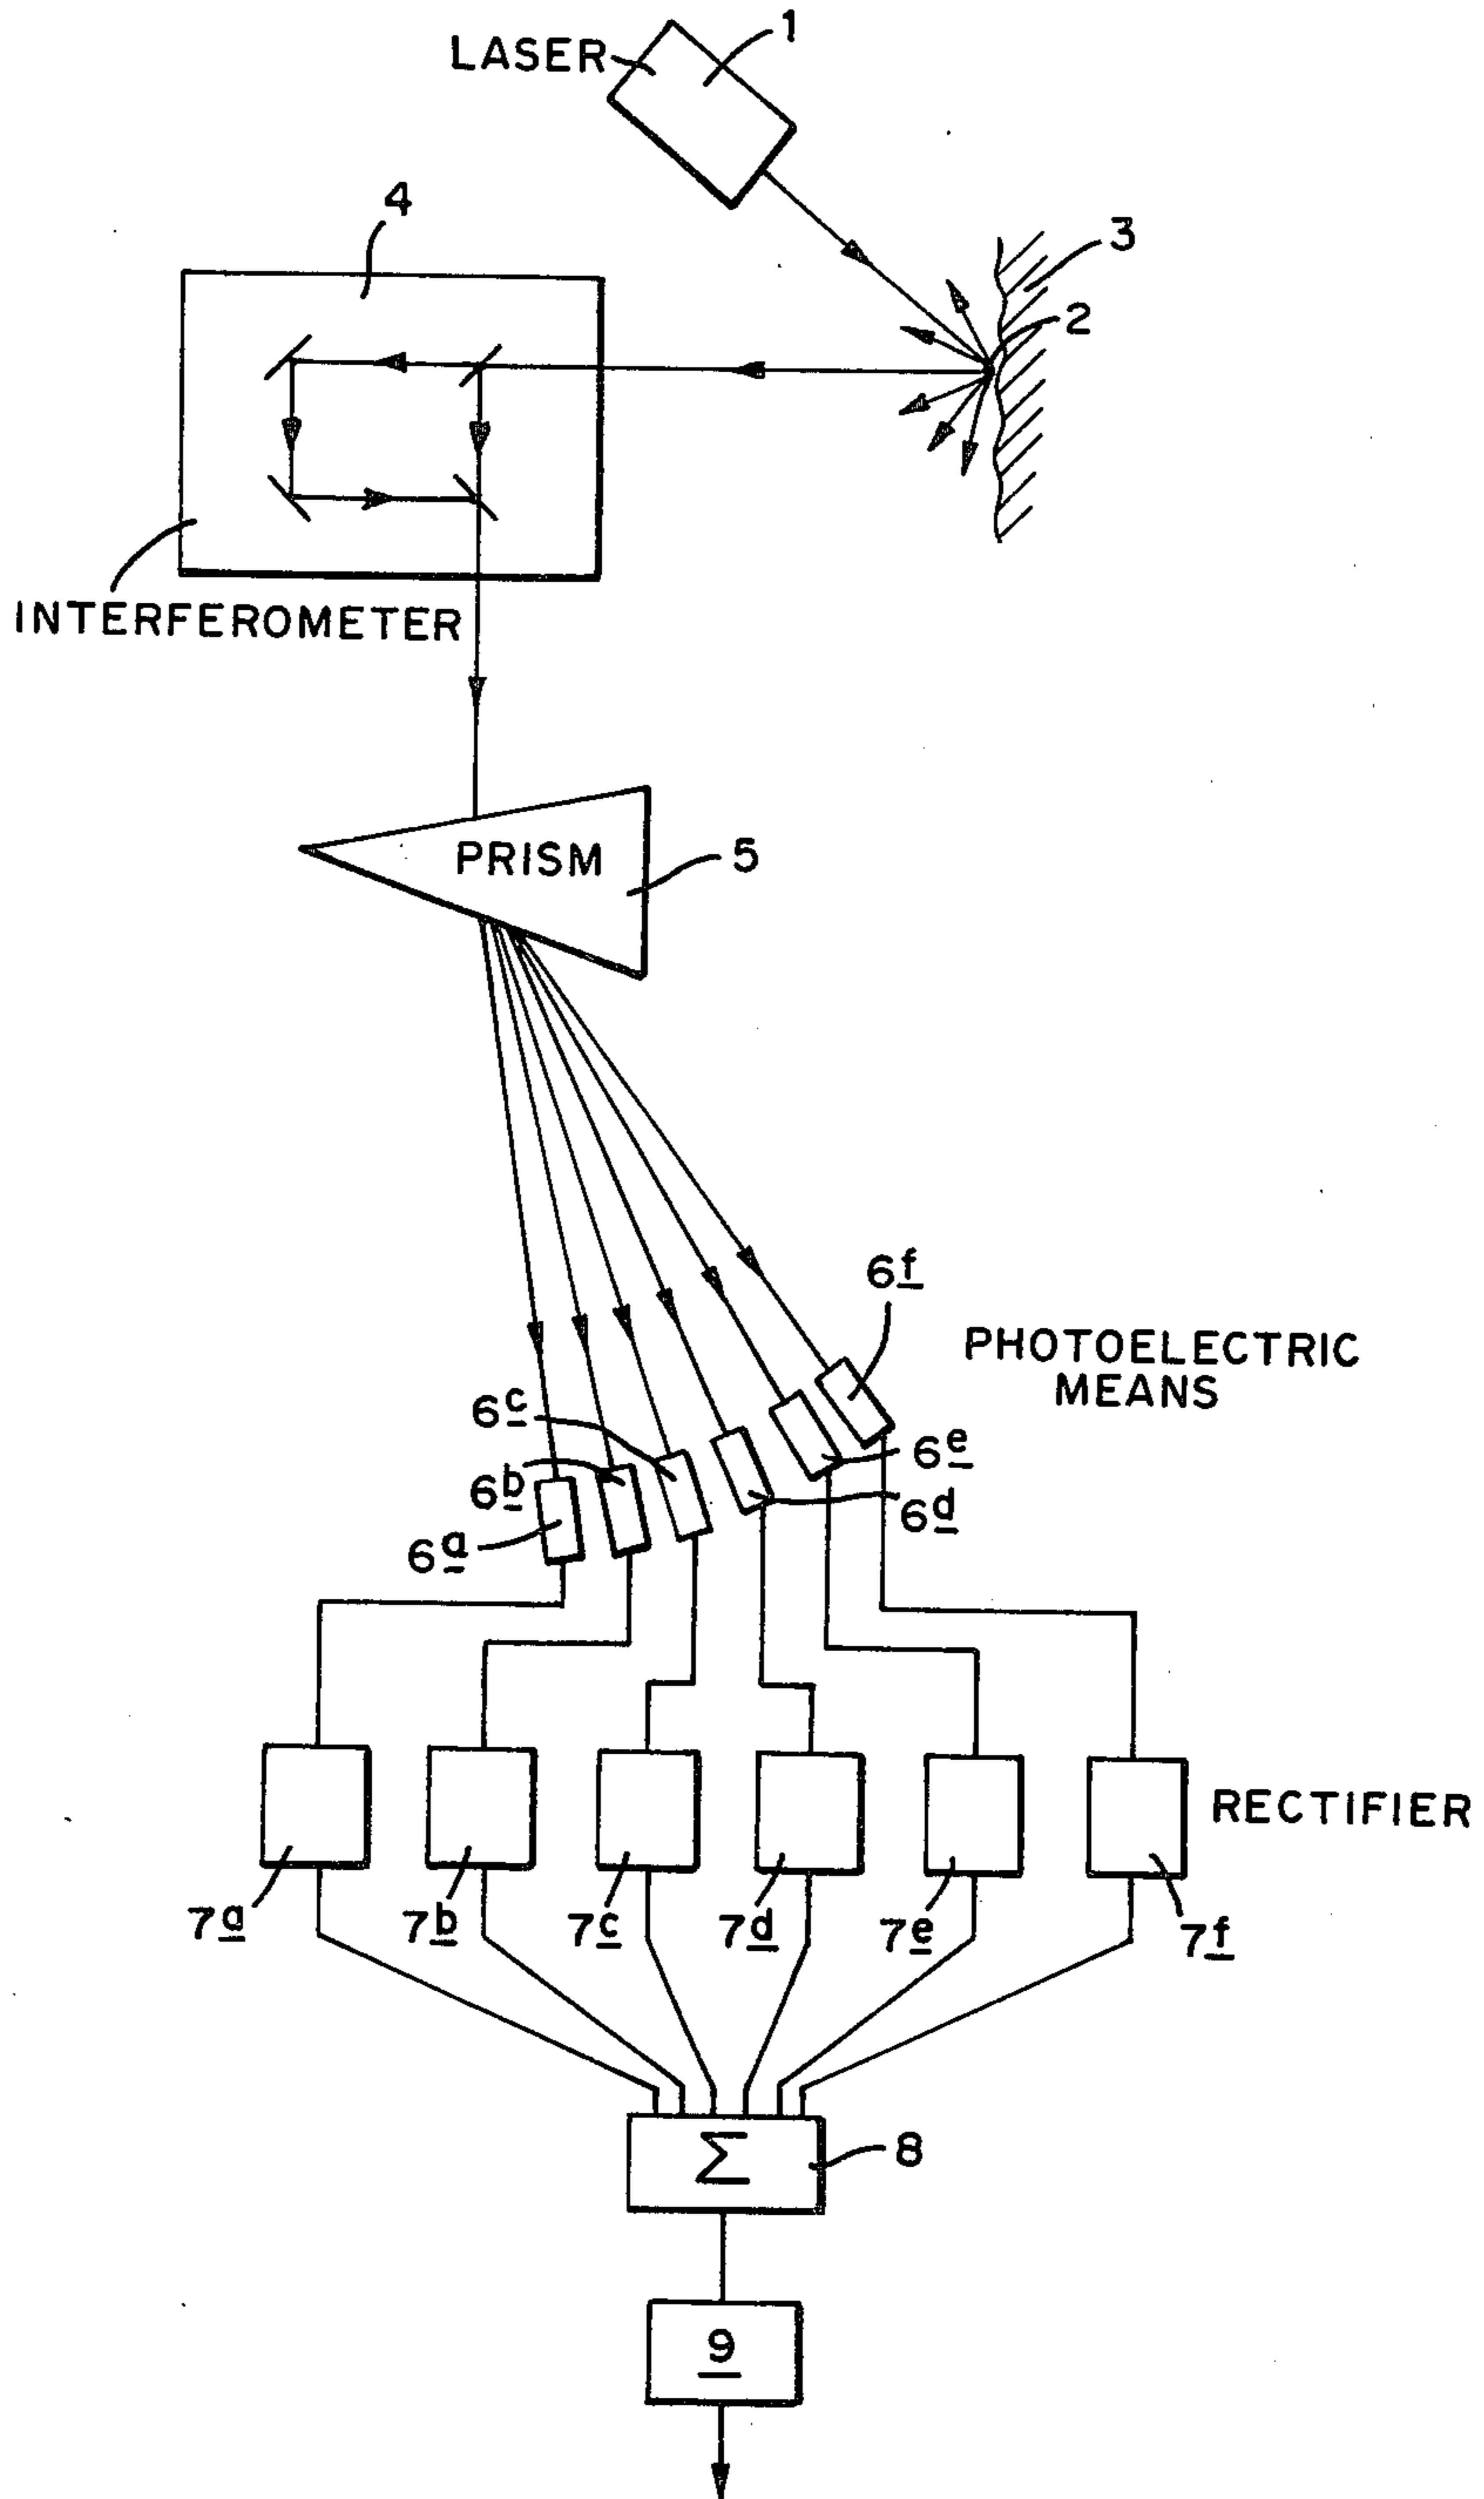 1
LASER
4
3
2
INTERFEROMETER
PRISM
5
6f
PHOTOELECTRIC
MEANS
6c
6e
6b
6d
6a
RECTIFIER
7a
7b
7c
7d
7e
7f
Σ
8
9